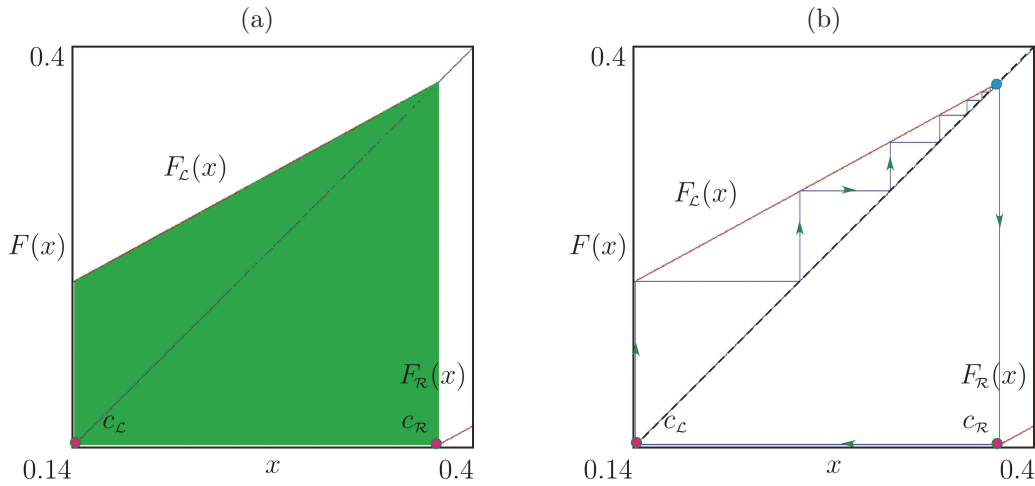 (a)
0.4
F_ℒ(x)
F(x)
F_ℛ(x)
c_ℒ
c_ℛ
0.14
x
0.4
(b)
0.4
F_ℒ(x)
F(x)
F_ℛ(x)
c_ℒ
c_ℛ
0.14
x
0.4